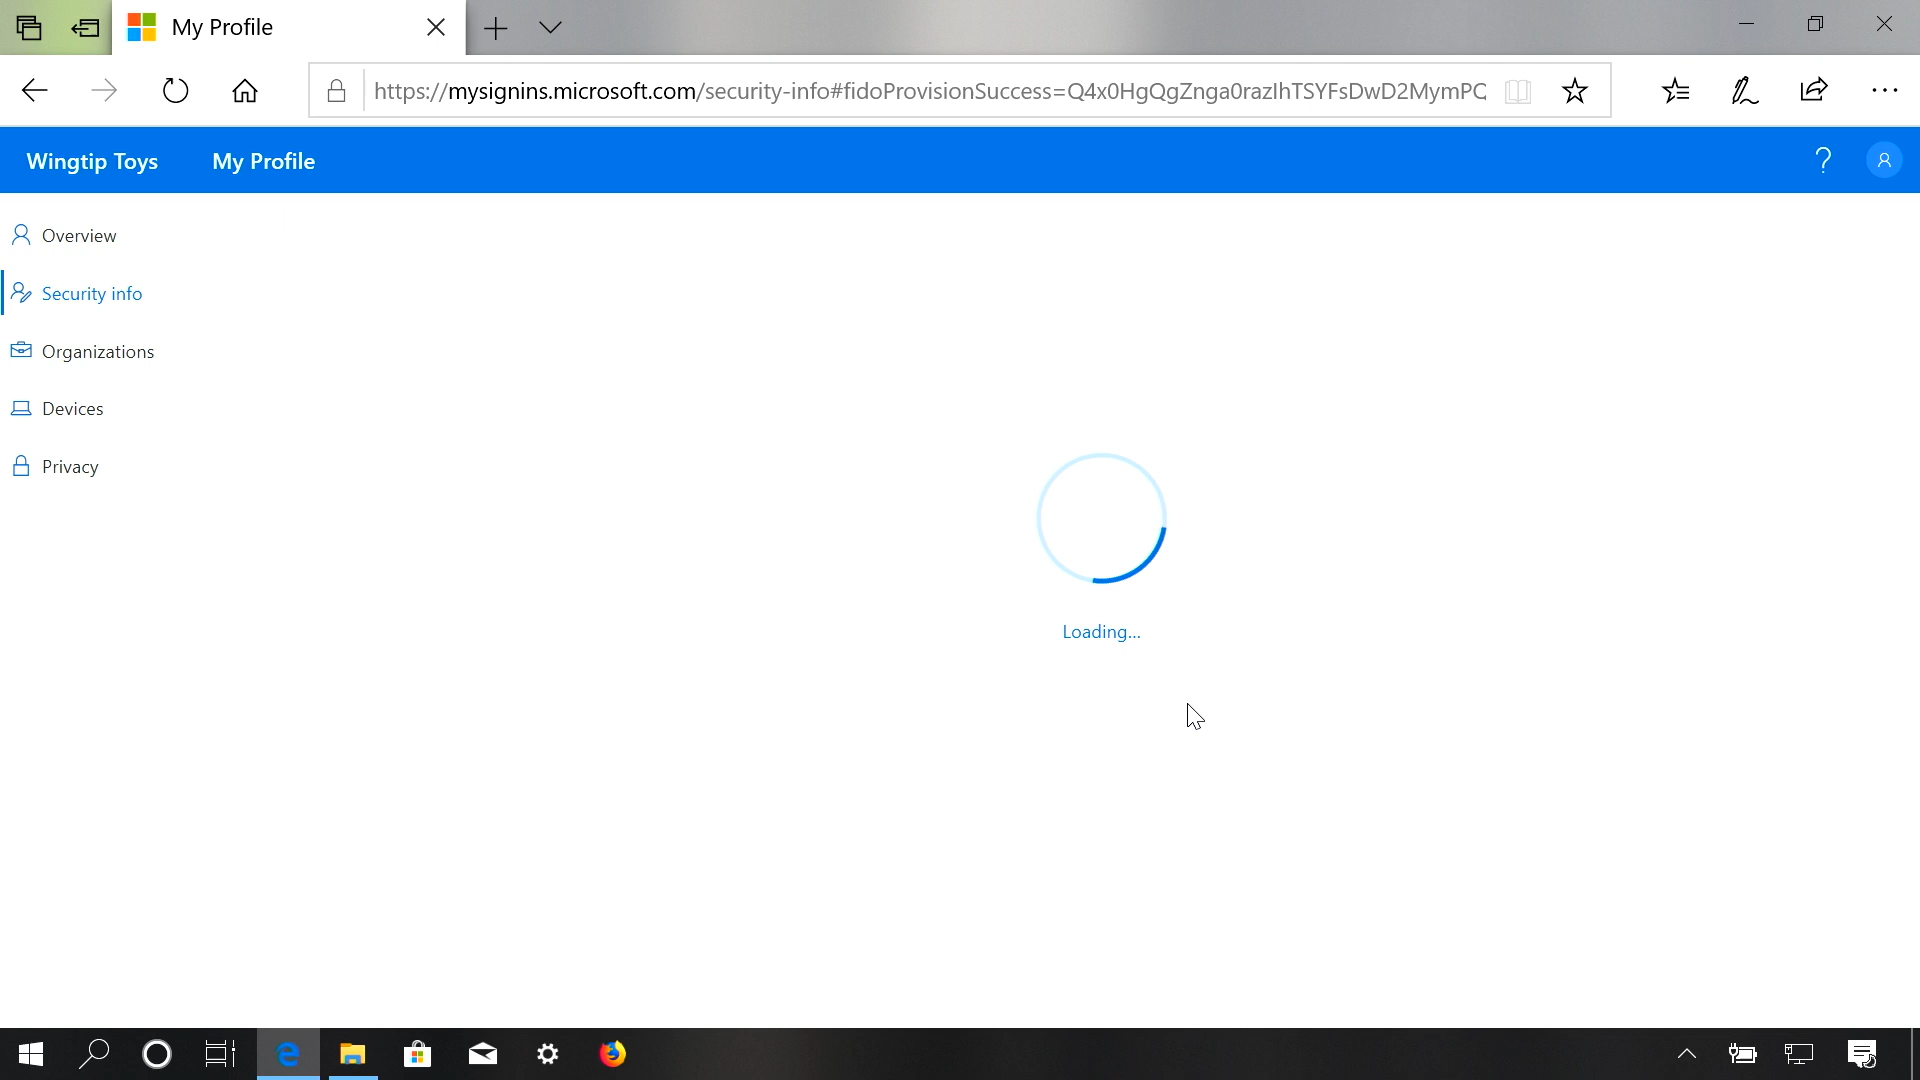 My Profile
https://mysignins.microsoft.com/security-info#fidoProvisionSuccess=Q4x0HgQgZnga0razIhTSYFsDwD2MymPC
Wingtip Toys My Profile
Overview
Security info
Organizations
Devices
Privacy
Loading...